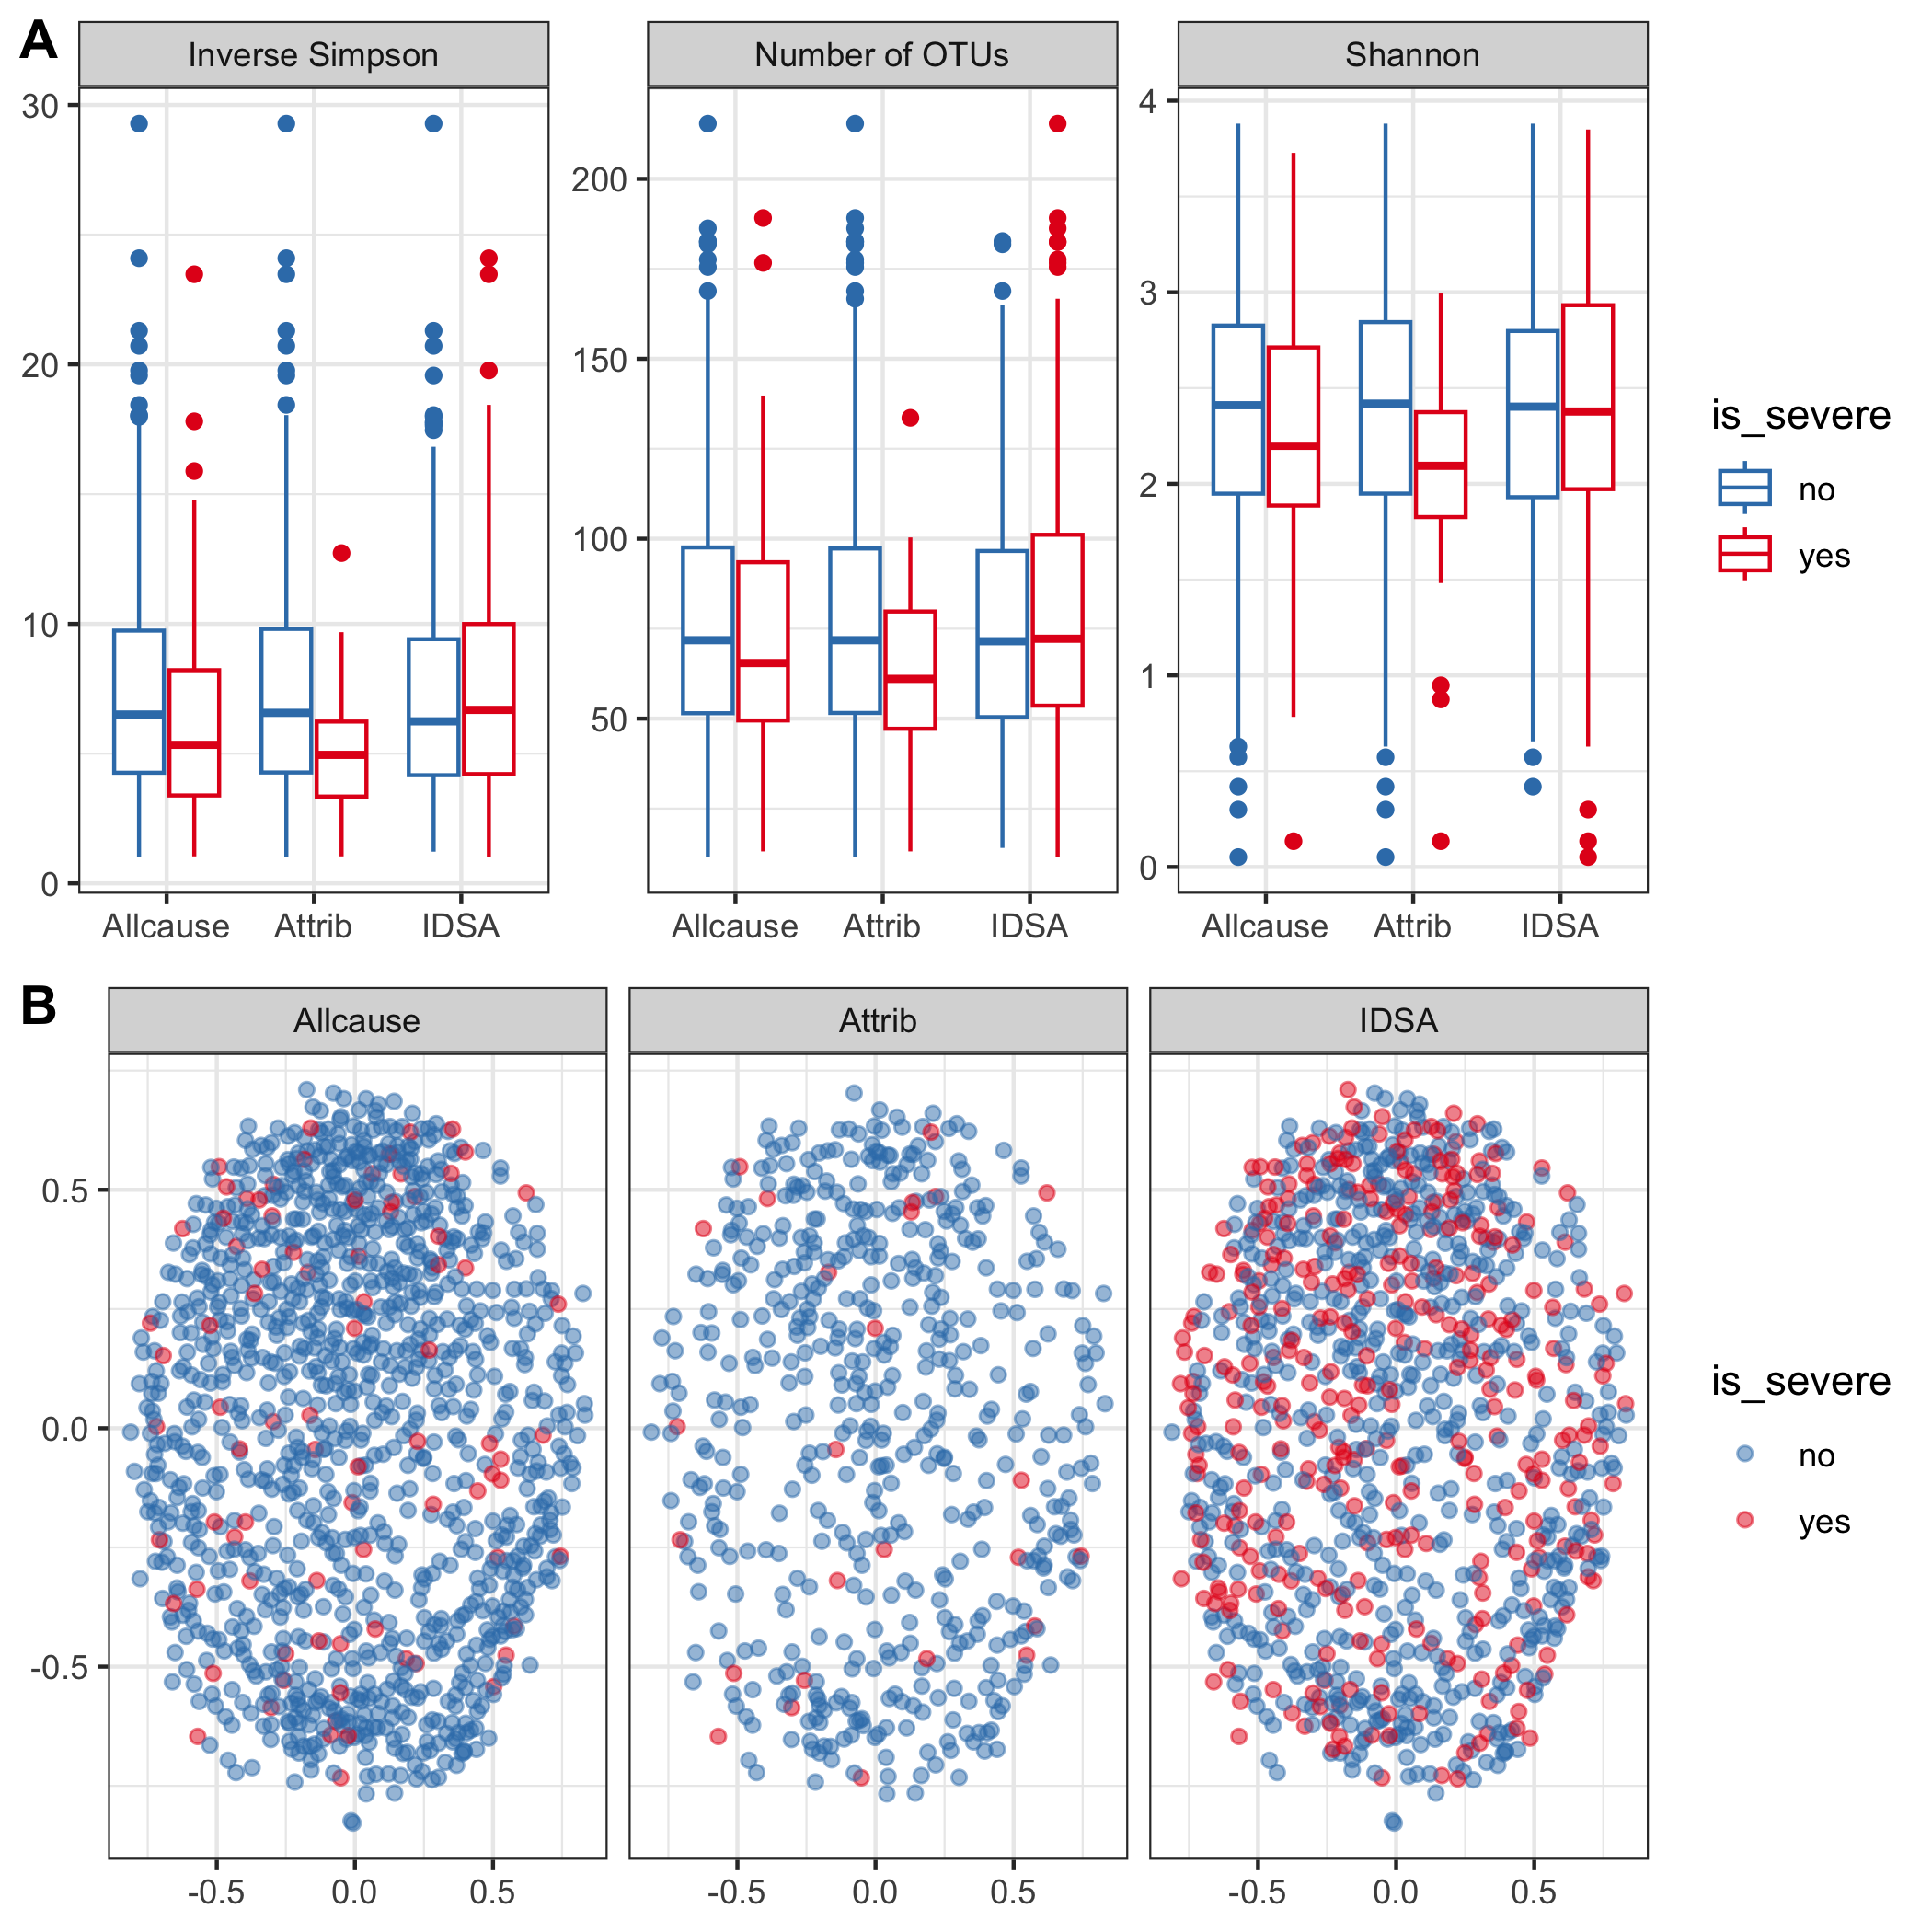 A
Inverse Simpson Number of OTUs Shannon
30
20
10
0
200
150
100
50
4
3
2
1
0
Allcause Attrib IDSA Allcause Attrib IDSA Allcause Attrib IDSA
is_severe
no
yes
B
Allcause Attrib IDSA
0.5
0.0
-0.5
-0.5 0.0 0.5 -0.5 0.0 0.5 -0.5 0.0 0.5
is_severe
no
yes